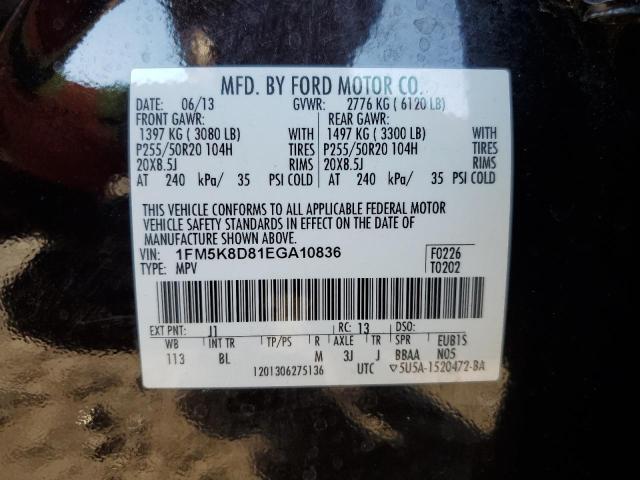 MFD. BY FORD MOTOR CO.
DATE: 06/13 GVWR: 2776 KG ( 6120 LB)
FRONT GAWR: REAR GAWR:
1397 KG ( 3080 LB) WITH 1497 KG ( 3300 LB) WITH
P255/50R20 104H TIRES P255/50R20 104H TIRES
20X8.5J RIMS 20X8.5J RIMS
AT 240 kPa/ 35 PSI COLD AT 240 kPa/ 35 PSI COLD
THIS VEHICLE CONFORMS TO ALL APPLICABLE FEDERAL MOTOR
VEHICLE SAFETY STANDARDS IN EFFECT ON THE DATE OF
MANUFACTURE SHOWN ABOVE.
VIN: 1FM5K8D81EGA10836 F0226
TYPE: MPV T0202
EXT PNT: J1 RC: 13 DSO:
WB INT TR TP/PS R AXLE TR SPR EUB1S
113 BL M 3J J BBAA N05
1201306275136 UTC ▽5U5A-1520472-BA